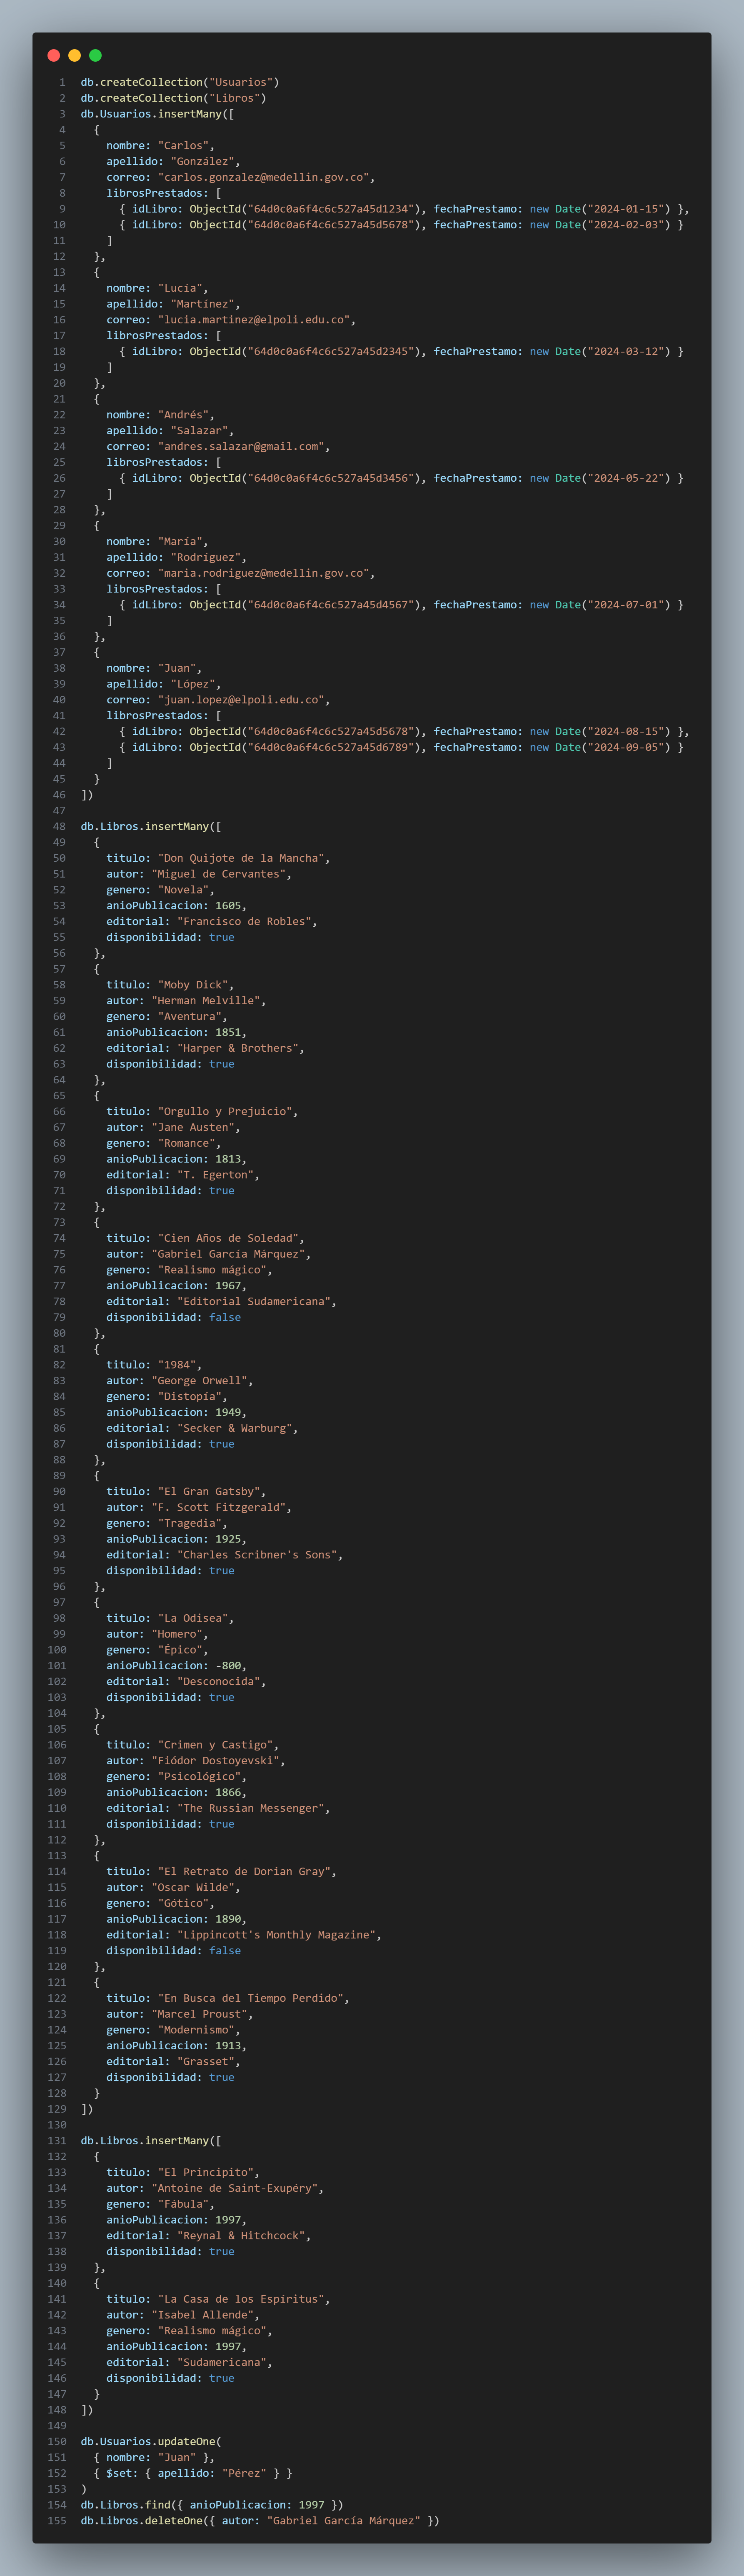 1 db.createCollection("Usuarios")
2 db.createCollection("Libros")
3 db.Usuarios.insertMany([
4   {
5     nombre: "Carlos",
6     apellido: "González",
7     correo: "carlos.gonzalez@medellin.gov.co",
8     librosPrestados: [
9       { idLibro: ObjectId("64d0c0a6f4c6c527a45d1234"), fechaPrestamo: new Date("2024-01-15") },
10       { idLibro: ObjectId("64d0c0a6f4c6c527a45d5678"), fechaPrestamo: new Date("2024-02-03") }
11     ]
12   },
13   {
14     nombre: "Lucía",
15     apellido: "Martínez",
16     correo: "lucia.martinez@elpoli.edu.co",
17     librosPrestados: [
18       { idLibro: ObjectId("64d0c0a6f4c6c527a45d2345"), fechaPrestamo: new Date("2024-03-12") }
19     ]
20   },
21   {
22     nombre: "Andrés",
23     apellido: "Salazar",
24     correo: "andres.salazar@gmail.com",
25     librosPrestados: [
26       { idLibro: ObjectId("64d0c0a6f4c6c527a45d3456"), fechaPrestamo: new Date("2024-05-22") }
27     ]
28   },
29   {
30     nombre: "María",
31     apellido: "Rodríguez",
32     correo: "maria.rodriguez@medellin.gov.co",
33     librosPrestados: [
34       { idLibro: ObjectId("64d0c0a6f4c6c527a45d4567"), fechaPrestamo: new Date("2024-07-01") }
35     ]
36   },
37   {
38     nombre: "Juan",
39     apellido: "López",
40     correo: "juan.lopez@elpoli.edu.co",
41     librosPrestados: [
42       { idLibro: ObjectId("64d0c0a6f4c6c527a45d5678"), fechaPrestamo: new Date("2024-08-15") },
43       { idLibro: ObjectId("64d0c0a6f4c6c527a45d6789"), fechaPrestamo: new Date("2024-09-05") }
44     ]
45   }
46 ])
47
48 db.Libros.insertMany([
49   {
50     titulo: "Don Quijote de la Mancha",
51     autor: "Miguel de Cervantes",
52     genero: "Novela",
53     anioPublicacion: 1605,
54     editorial: "Francisco de Robles",
55     disponibilidad: true
56   },
57   {
58     titulo: "Moby Dick",
59     autor: "Herman Melville",
60     genero: "Aventura",
61     anioPublicacion: 1851,
62     editorial: "Harper & Brothers",
63     disponibilidad: true
64   },
65   {
66     titulo: "Orgullo y Prejuicio",
67     autor: "Jane Austen",
68     genero: "Romance",
69     anioPublicacion: 1813,
70     editorial: "T. Egerton",
71     disponibilidad: true
72   },
73   {
74     titulo: "Cien Años de Soledad",
75     autor: "Gabriel García Márquez",
76     genero: "Realismo mágico",
77     anioPublicacion: 1967,
78     editorial: "Editorial Sudamericana",
79     disponibilidad: false
80   },
81   {
82     titulo: "1984",
83     autor: "George Orwell",
84     genero: "Distopía",
85     anioPublicacion: 1949,
86     editorial: "Secker & Warburg",
87     disponibilidad: true
88   },
89   {
90     titulo: "El Gran Gatsby",
91     autor: "F. Scott Fitzgerald",
92     genero: "Tragedia",
93     anioPublicacion: 1925,
94     editorial: "Charles Scribner's Sons",
95     disponibilidad: true
96   },
97   {
98     titulo: "La Odisea",
99     autor: "Homero",
100     genero: "Épico",
101     anioPublicacion: -800,
102     editorial: "Desconocida",
103     disponibilidad: true
104   },
105   {
106     titulo: "Crimen y Castigo",
107     autor: "Fiódor Dostoyevski",
108     genero: "Psicológico",
109     anioPublicacion: 1866,
110     editorial: "The Russian Messenger",
111     disponibilidad: true
112   },
113   {
114     titulo: "El Retrato de Dorian Gray",
115     autor: "Oscar Wilde",
116     genero: "Gótico",
117     anioPublicacion: 1890,
118     editorial: "Lippincott's Monthly Magazine",
119     disponibilidad: false
120   },
121   {
122     titulo: "En Busca del Tiempo Perdido",
123     autor: "Marcel Proust",
124     genero: "Modernismo",
125     anioPublicacion: 1913,
126     editorial: "Grasset",
127     disponibilidad: true
128   }
129 ])
130
131 db.Libros.insertMany([
132   {
133     titulo: "El Principito",
134     autor: "Antoine de Saint-Exupéry",
135     genero: "Fábula",
136     anioPublicacion: 1997,
137     editorial: "Reynal & Hitchcock",
138     disponibilidad: true
139   },
140   {
141     titulo: "La Casa de los Espíritus",
142     autor: "Isabel Allende",
143     genero: "Realismo mágico",
144     anioPublicacion: 1997,
145     editorial: "Sudamericana",
146     disponibilidad: true
147   }
148 ])
149
150 db.Usuarios.updateOne(
151   { nombre: "Juan" },
152   { $set: { apellido: "Pérez" } }
153 )
154 db.Libros.find({ anioPublicacion: 1997 })
155 db.Libros.deleteOne({ autor: "Gabriel García Márquez" })